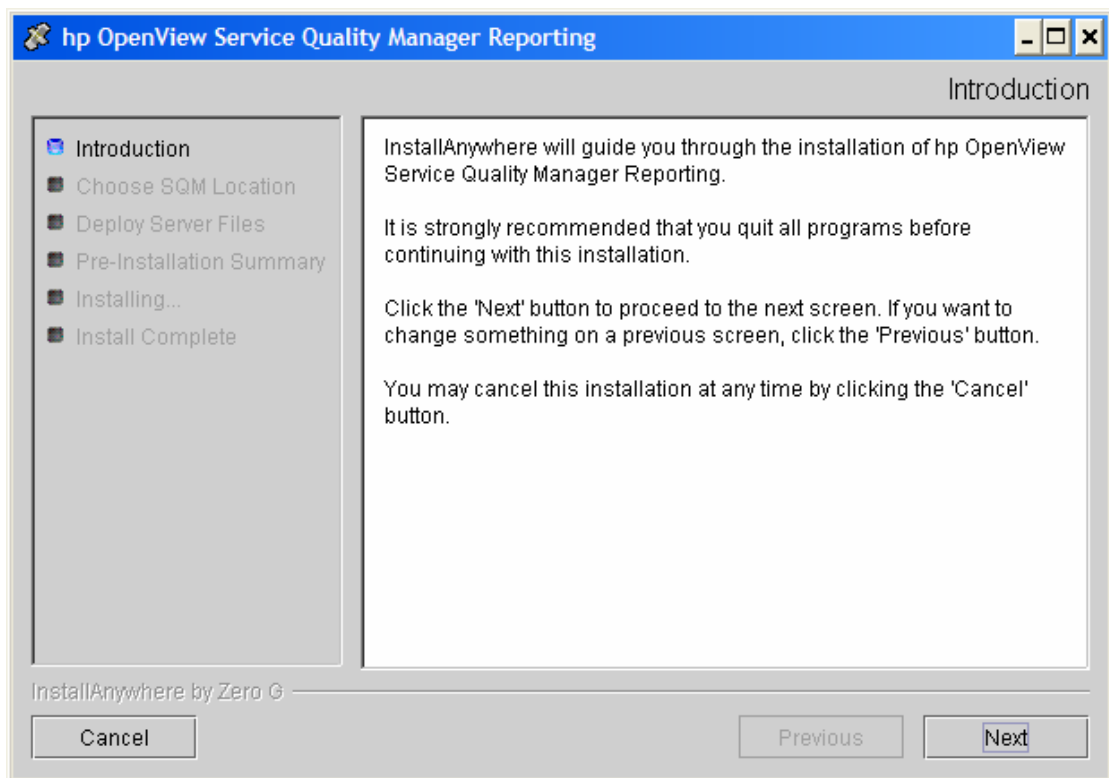 hp OpenView Service Quality Manager Reporting
Introduction
Introduction
Choose SQM Location
Deploy Server Files
Pre-Installation Summary
Installing...
Install Complete
InstallAnywhere will guide you through the installation of hp OpenView
Service Quality Manager Reporting.
It is strongly recommended that you quit all programs before
continuing with this installation.
Click the 'Next' button to proceed to the next screen. If you want to
change something on a previous screen, click the 'Previous' button.
You may cancel this installation at any time by clicking the 'Cancel'
button.
InstallAnywhere by Zero G
Cancel
Previous
Next